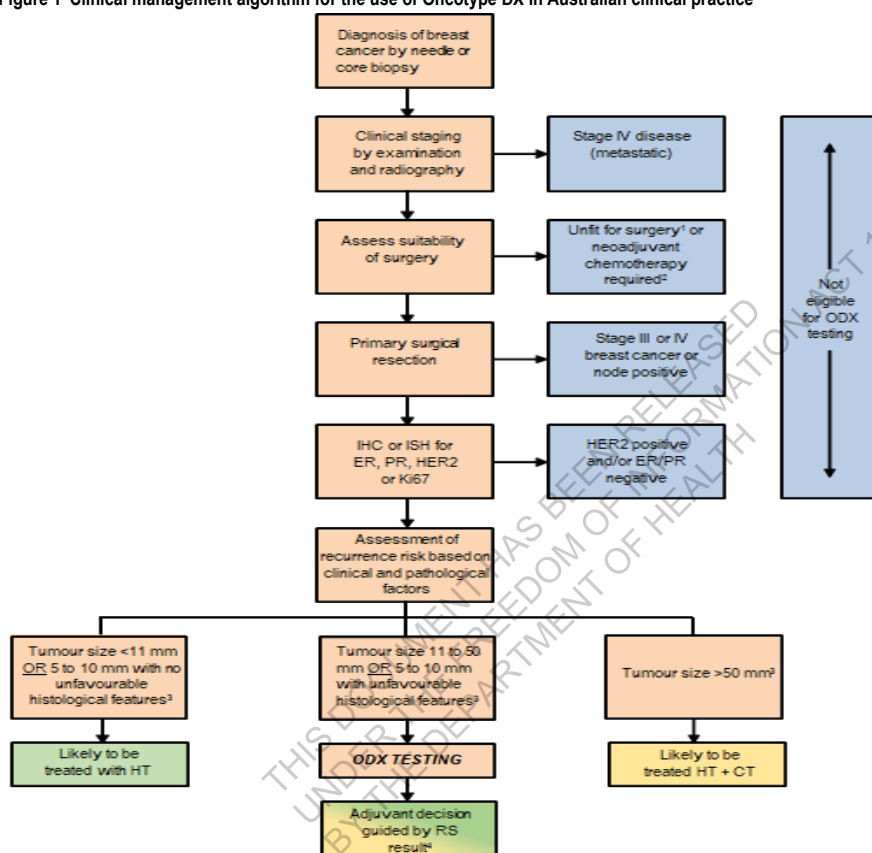 Figure 1 Clinical management algorithm for the use of Oncotype DX in Australian clinical practice
Diagnosis of breast
cancer by needle or
core biopsy
Clinical staging
by examination
and radiography
Stage IV disease
(metastatic)
Assess suitability
of surgery
Unfit for surgery¹ or
neoadjuvant
chemotherapy
required²
Not
eligible
for ODX
testing
Primary surgical
resection
Stage III or IV
breast cancer or
node positive
IHC or ISH for
ER, PR, HER2
or Ki67
HER2 positive
and/or ER/PR
negative
Assessment of
recurrence risk based on
clinical and pathological
factors
Tumour size <11 mm
OR 5 to 10 mm with no
unfavourable
histological features³
Tumour size 11 to 50
mm OR 5 to 10 mm
with unfavourable
histological features³
Tumour size >50 mm³
Likely to be
treated with HT
ODX TESTING
Likely to be
treated HT + CT
Adjuvant decision
guided by RS
result⁴
THIS DOCUMENT HAS BEEN RELEASED
UNDER THE FREEDOM OF INFORMATION ACT 1
BY THE DEPARTMENT OF HEALTH